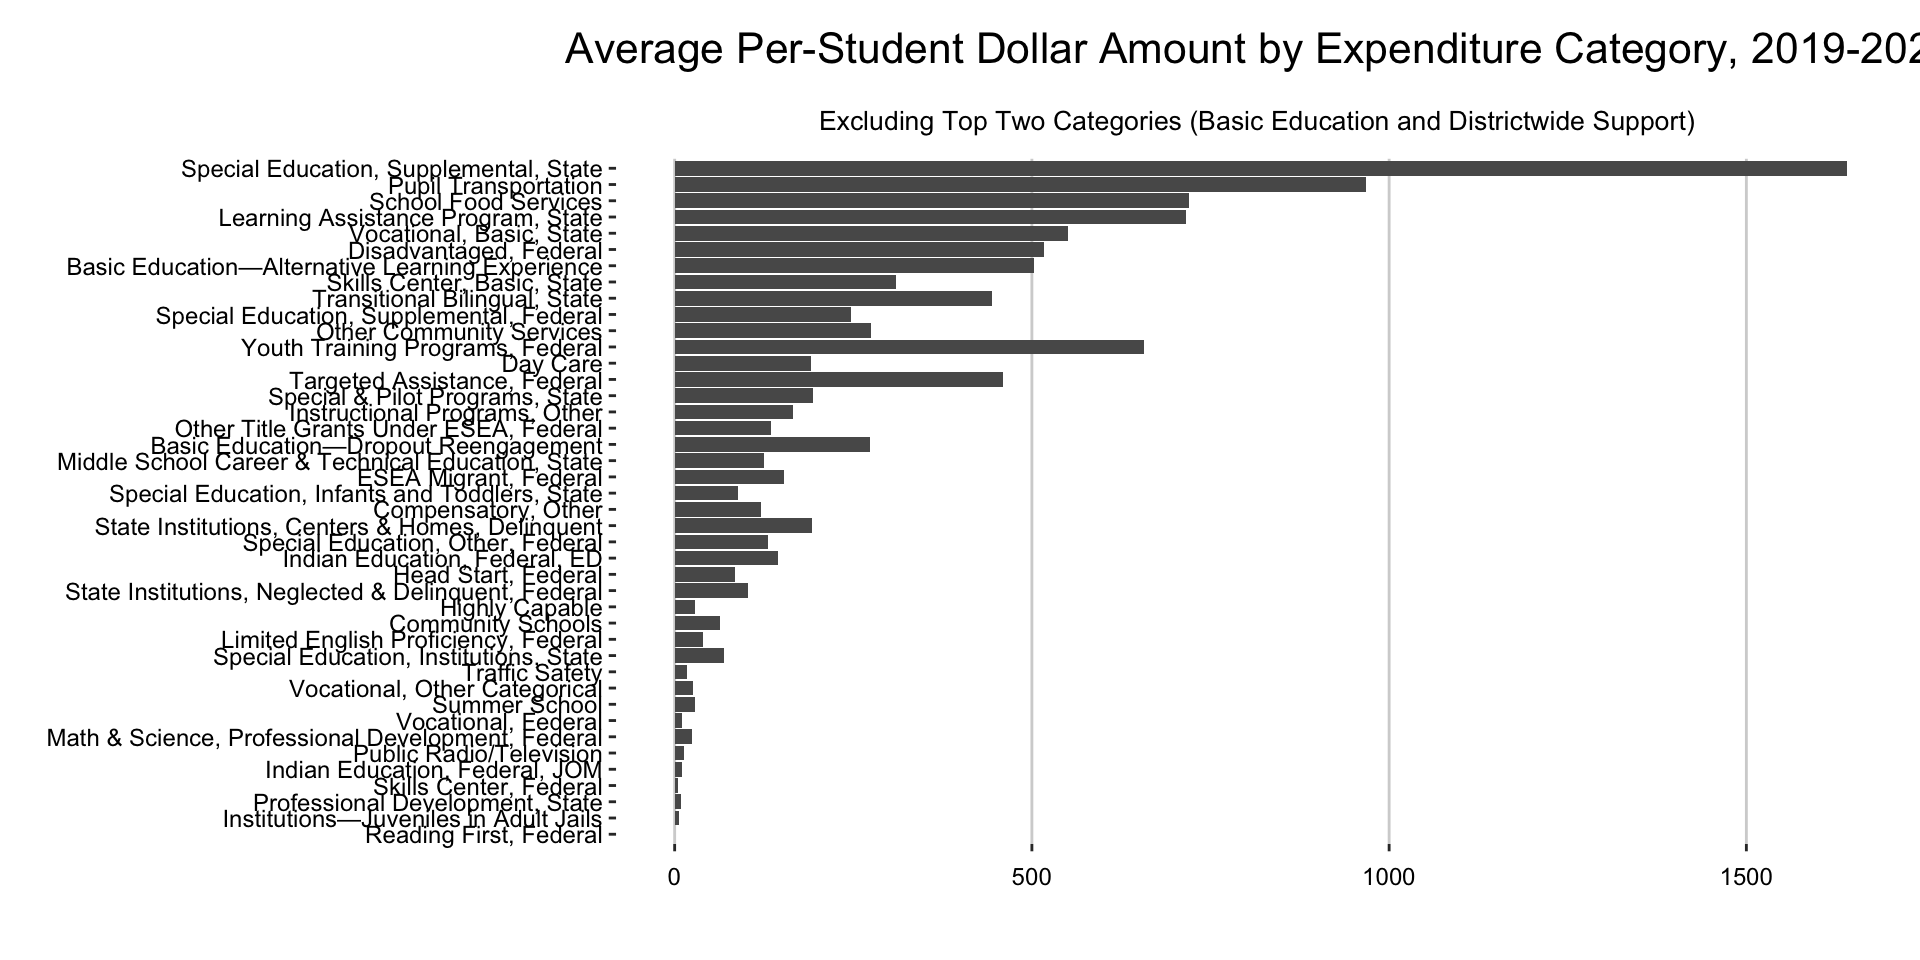 Average Per-Student Dollar Amount by Expenditure Category, 2019-202
Excluding Top Two Categories (Basic Education and Districtwide Support)
Special Education, Supplemental, State
Pupil Transportation
School Food Services
Learning Assistance Program, State
Vocational, Basic, State
Disadvantaged, Federal
Basic Education—Alternative Learning Experience
Skills Center, Basic, State
Transitional Bilingual, State
Special Education, Supplemental, Federal
Other Community Services
Youth Training Programs, Federal
Day Care
Targeted Assistance, Federal
Special & Pilot Programs, State
Instructional Programs, Other
Other Title Grants Under ESEA, Federal
Basic Education—Dropout Reengagement
Middle School Career & Technical Education, State
ESEA Migrant, Federal
Special Education, Infants and Toddlers, State
Compensatory, Other
State Institutions, Centers & Homes, Delinquent
Special Education, Other, Federal
Indian Education, Federal, ED
Head Start, Federal
State Institutions, Neglected & Delinquent, Federal
Highly Capable
Community Schools
Limited English Proficiency, Federal
Special Education, Institutions, State
Traffic Safety
Vocational, Other Categorical
Summer School
Vocational, Federal
Math & Science, Professional Development, Federal
Public Radio/Television
Indian Education, Federal, JOM
Skills Center, Federal
Professional Development, State
Institutions—Juveniles in Adult Jails
Reading First, Federal
0 500 1000 1500